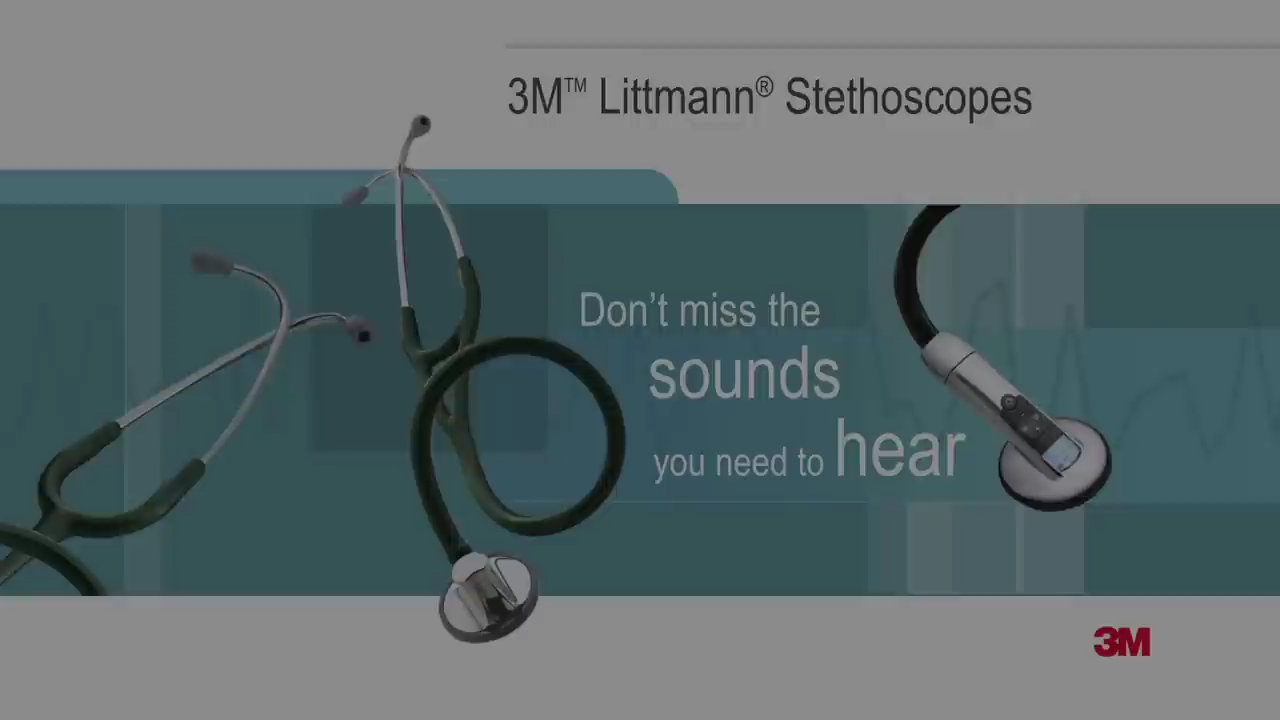 3M™ Littmann® Stethoscopes
Don't miss the
sounds
you need to hear
3M